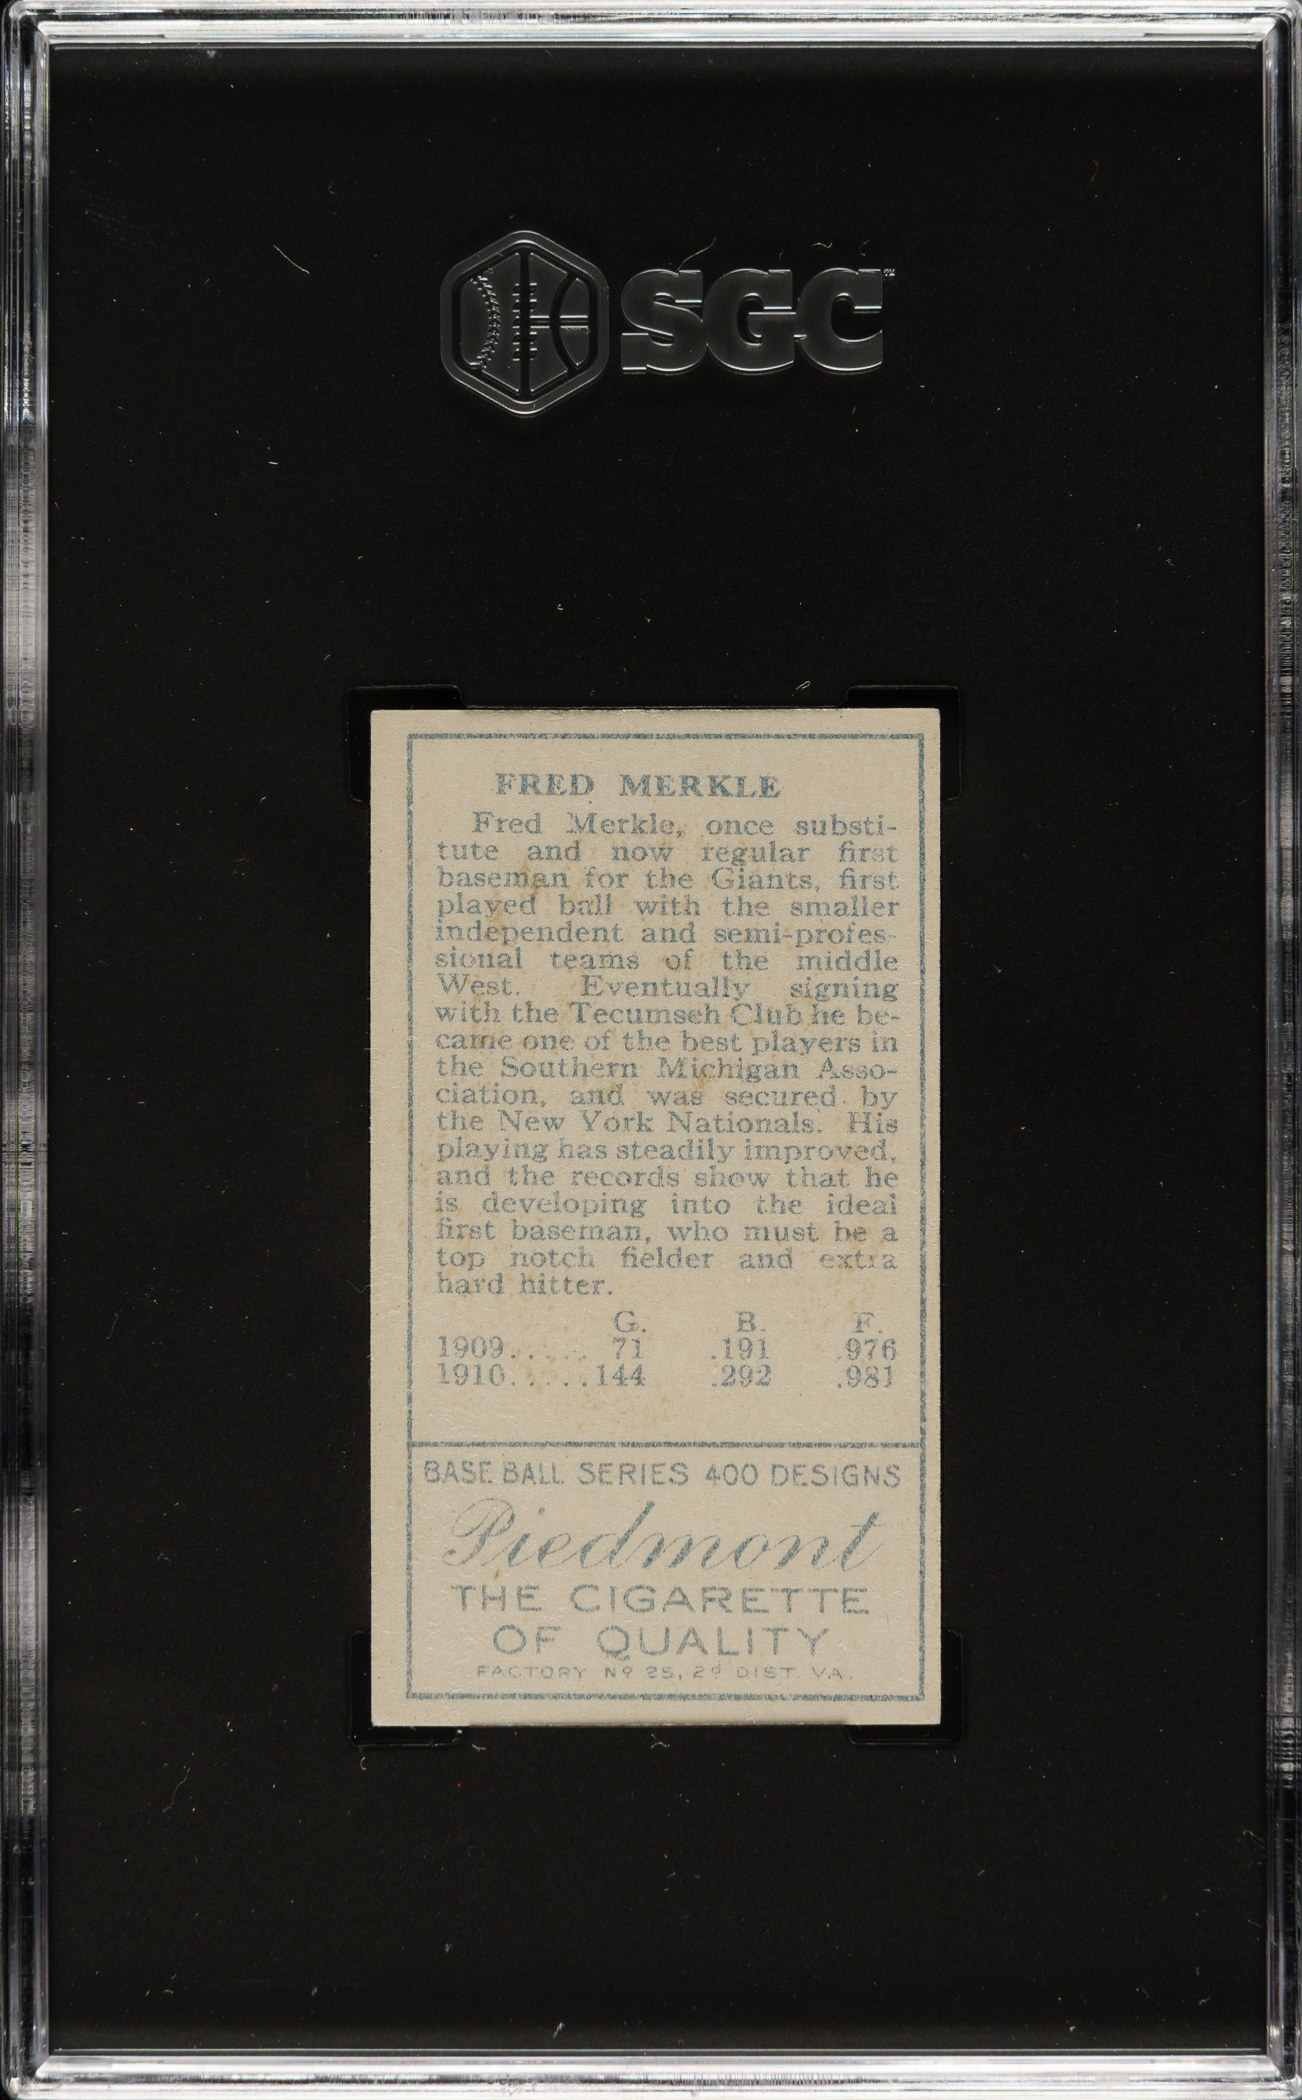 SGC
FRED MERKLE
Fred Merkle, once substi-
tute and now regular first
baseman for the Giants, first
played ball with the smaller
independent and semi-profes-
sional teams of the middle
West. Eventually signing
with the Tecumseh Club he be-
came one of the best players in
the Southern Michigan Asso-
ciation, and was secured by
the New York Nationals. His
playing has steadily improved,
and the records show that he
is developing into the ideal
first baseman, who must be a
top notch fielder and extra
hard hitter.
G. B. F.
1909...... 71 .191 .976
1910.....144 .292 .981
BASE BALL SERIES 400 DESIGNS
Piedmont
THE CIGARETTE
OF QUALITY
FACTORY Nº 25, 2ᵈ DIST. VA.